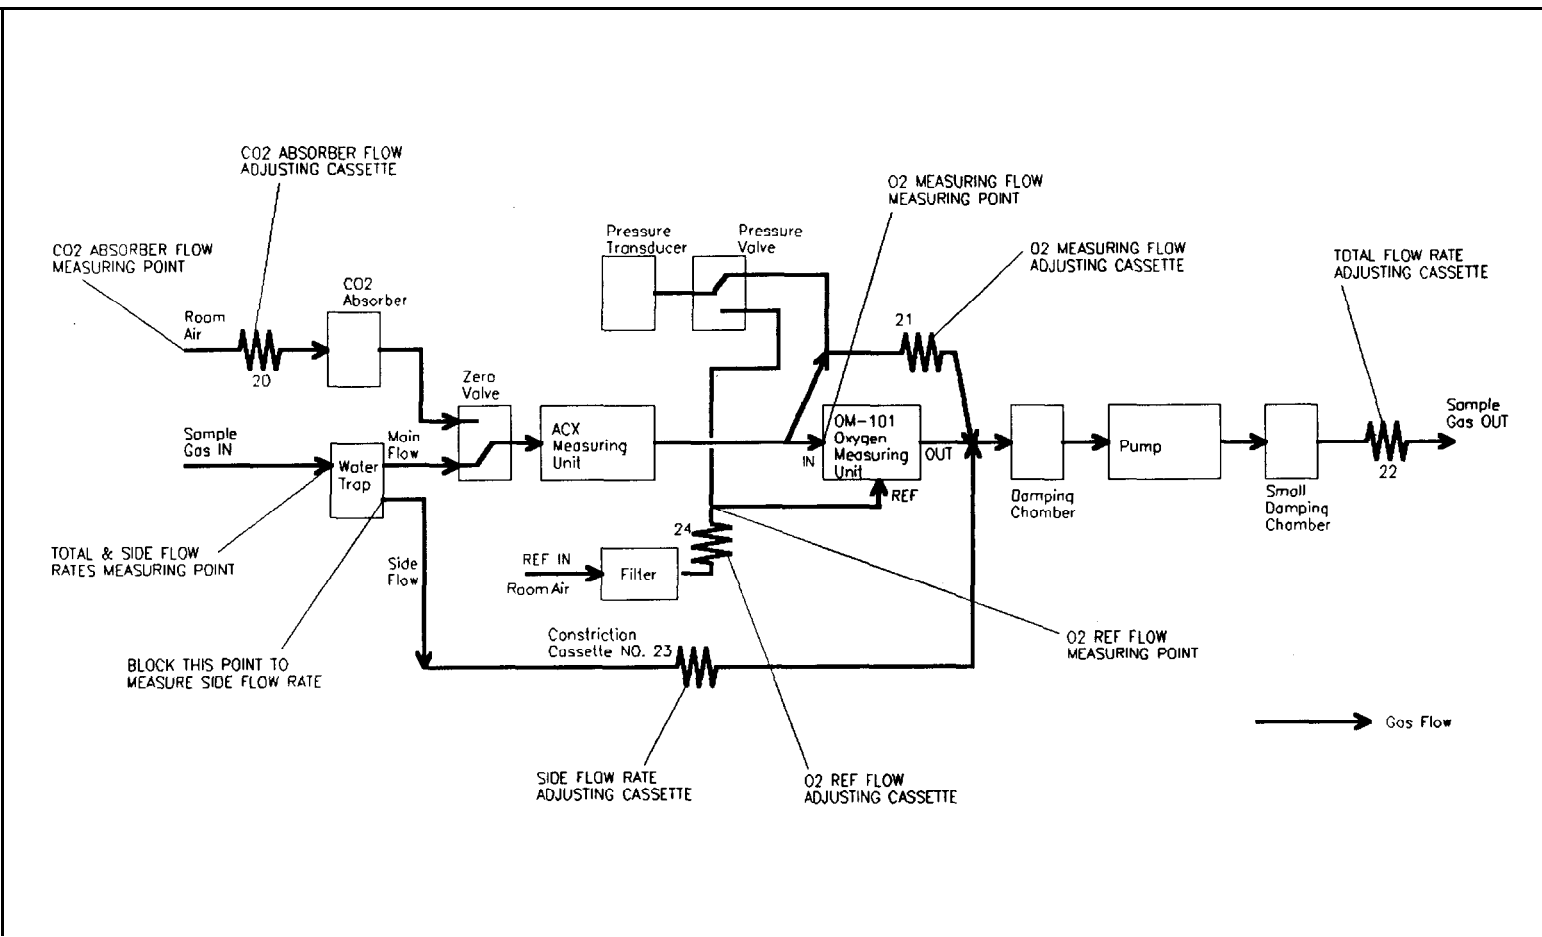 CO2 ABSORBER FLOW
ADJUSTING CASSETTE
O2 MEASURING FLOW
MEASURING POINT
Pressure
Transducer
Pressure
Valve
CO2 ABSORBER FLOW
MEASURING POINT
O2 MEASURING FLOW
ADJUSTING CASSETTE
TOTAL FLOW RATE
ADJUSTING CASSETTE
CO2
Absorber
Room
Air
20
21
Zero
Valve
Sample
Gas IN
Main
Flow
Water
Trap
ACX
Measuring
Unit
OM-101
Oxygen
Measuring
Unit
IN
OUT
REF
Pump
Sample
Gas OUT
22
Damping
Chamber
Small
Damping
Chamber
24
TOTAL & SIDE FLOW
RATES MEASURING POINT
Side
Flow
REF IN
Room Air
Filter
Constriction
Cassette NO. 23
O2 REF FLOW
MEASURING POINT
BLOCK THIS POINT TO
MEASURE SIDE FLOW RATE
Gas Flow
SIDE FLOW RATE
ADJUSTING CASSETTE
O2 REF FLOW
ADJUSTING CASSETTE